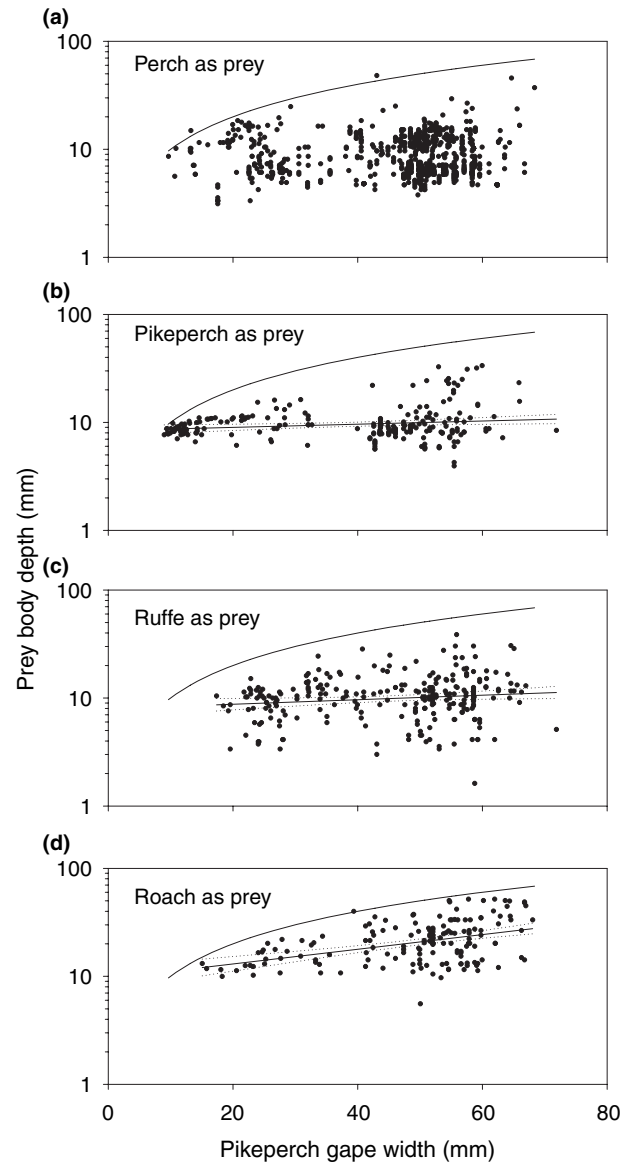 (a)
100
Perch as prey
10
1
(b)
100
Pikeperch as prey
10
1
Prey body depth (mm)
(c)
100
Ruffe as prey
10
1
(d)
100
Roach as prey
10
1
0 20 40 60 80
Pikeperch gape width (mm)